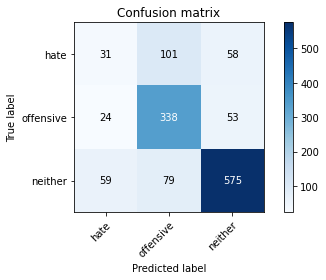 Confusion matrix
True label
hate 31 101 58
offensive 24 338 53
neither 59 79 575
hate offensive neither
Predicted label
500
400
300
200
100